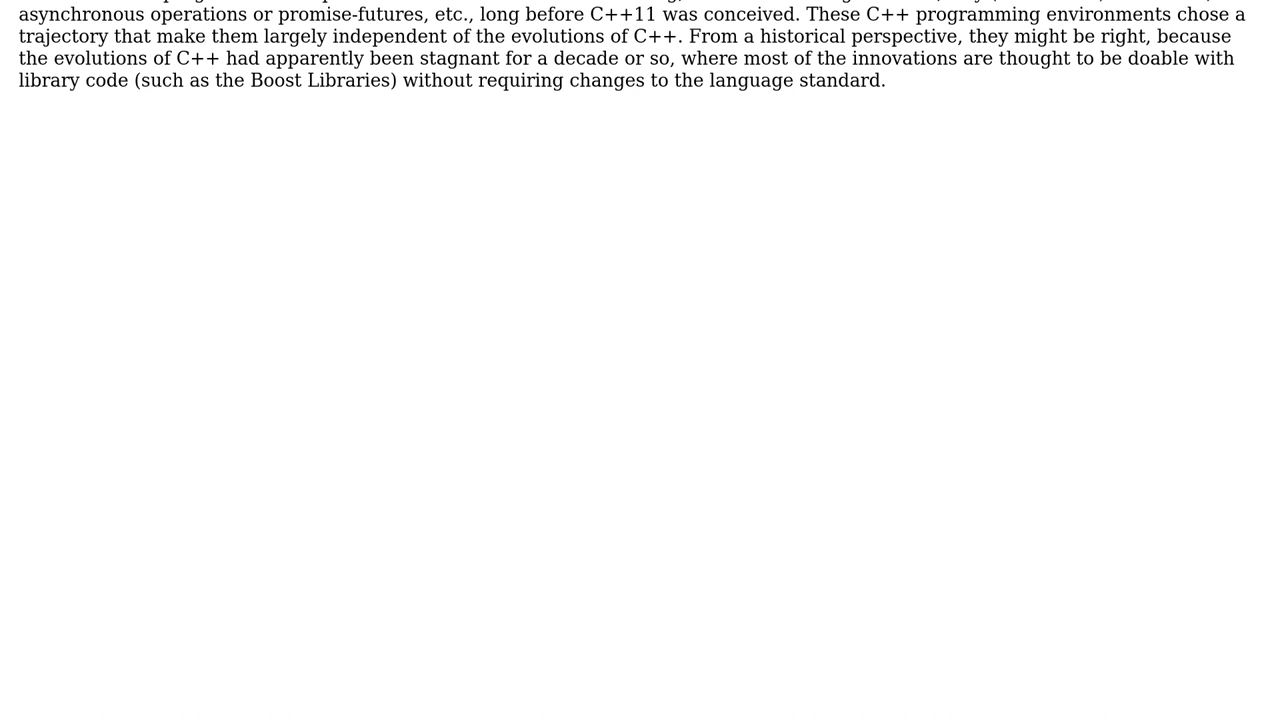 asynchronous operations or promise-futures, etc., long before C++11 was conceived. These C++ programming environments chose a
trajectory that make them largely independent of the evolutions of C++. From a historical perspective, they might be right, because
the evolutions of C++ had apparently been stagnant for a decade or so, where most of the innovations are thought to be doable with
library code (such as the Boost Libraries) without requiring changes to the language standard.